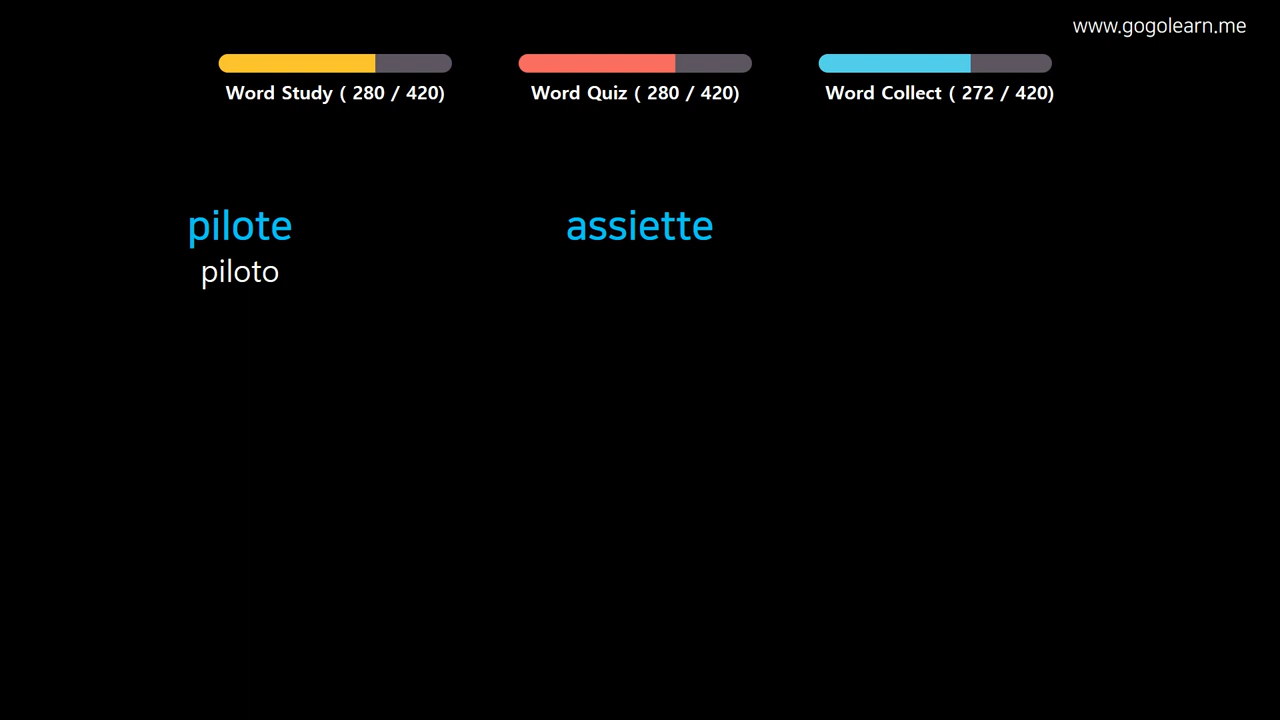 www.gogolearn.me
Word Study ( 280 / 420)
Word Quiz ( 280 / 420)
Word Collect ( 272 / 420)
pilote
assiette
piloto